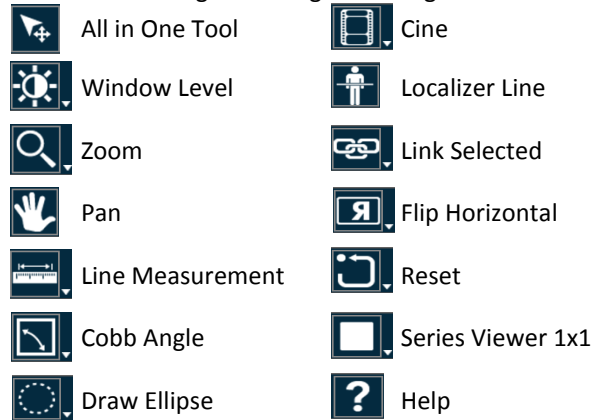 All in One Tool
Cine
Window Level
Localizer Line
Zoom
Link Selected
Pan
Я Flip Horizontal
Line Measurement
Reset
Cobb Angle
Series Viewer 1x1
Draw Ellipse
? Help